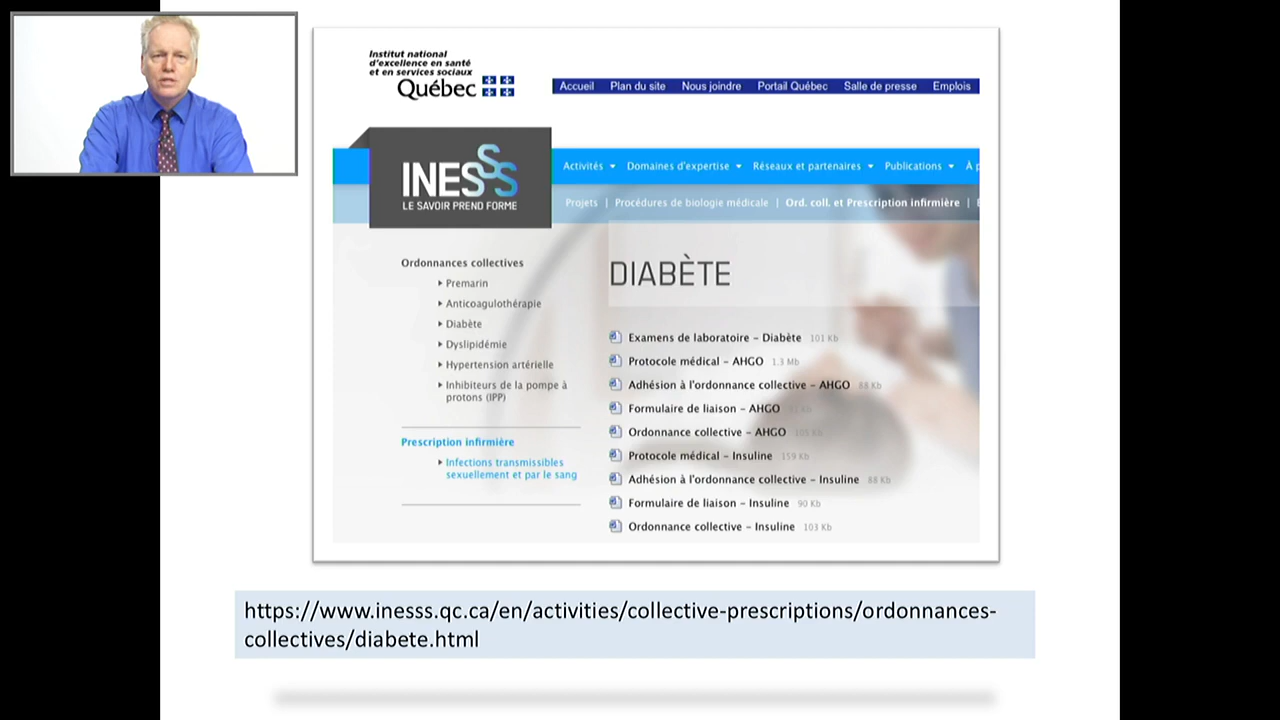 Institut national
d'excellence en santé
et en services sociaux
Québec
Accueil Plan du site Nous joindre Portail Québec Salle de presse Emplois
INESSS
LE SAVOIR PREND FORME
Activités Domaines d'expertise Réseaux et partenaires Publications À p
Projets | Procédures de biologie médicale | Ord. coll. et Prescription infirmière |
Ordonnances collectives
Premarin
Anticoagulothérapie
Diabète
Dyslipidémie
Hypertension artérielle
Inhibiteurs de la pompe à
protons (IPP)
Prescription infirmière
Infections transmissibles
sexuellement et par le sang
DIABÈTE
Examens de laboratoire – Diabète 101 Kb
Protocole médical – AHGO 1.3 Mb
Adhésion à l'ordonnance collective – AHGO 88 Kb
Formulaire de liaison – AHGO
Ordonnance collective – AHGO
Protocole médical – Insuline 159 Kb
Adhésion à l'ordonnance collective – Insuline 88 Kb
Formulaire de liaison – Insuline 90 Kb
Ordonnance collective – Insuline 103 Kb
https://www.inesss.qc.ca/en/activities/collective-prescriptions/ordonnances-
collectives/diabete.html